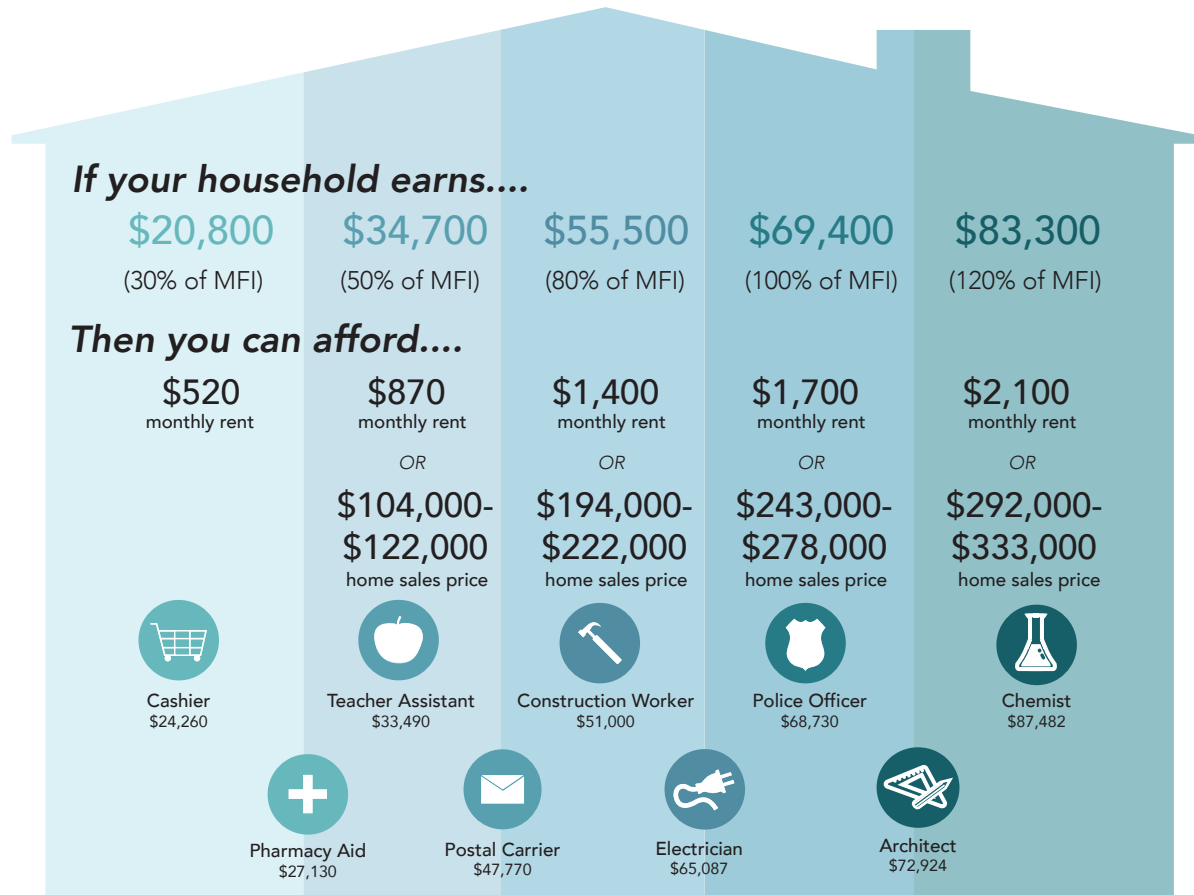 If your household earns....
$20,800 $34,700 $55,500 $69,400 $83,300
(30% of MFI) (50% of MFI) (80% of MFI) (100% of MFI) (120% of MFI)
Then you can afford....
$520 $870 $1,400 $1,700 $2,100
monthly rent monthly rent monthly rent monthly rent monthly rent
OR OR OR OR
$104,000- $194,000- $243,000- $292,000-
$122,000 $222,000 $278,000 $333,000
home sales price home sales price home sales price home sales price
Cashier Teacher Assistant Construction Worker Police Officer Chemist
$24,260 $33,490 $51,000 $68,730 $87,482
Pharmacy Aid Postal Carrier Electrician Architect
$27,130 $47,770 $65,087 $72,924